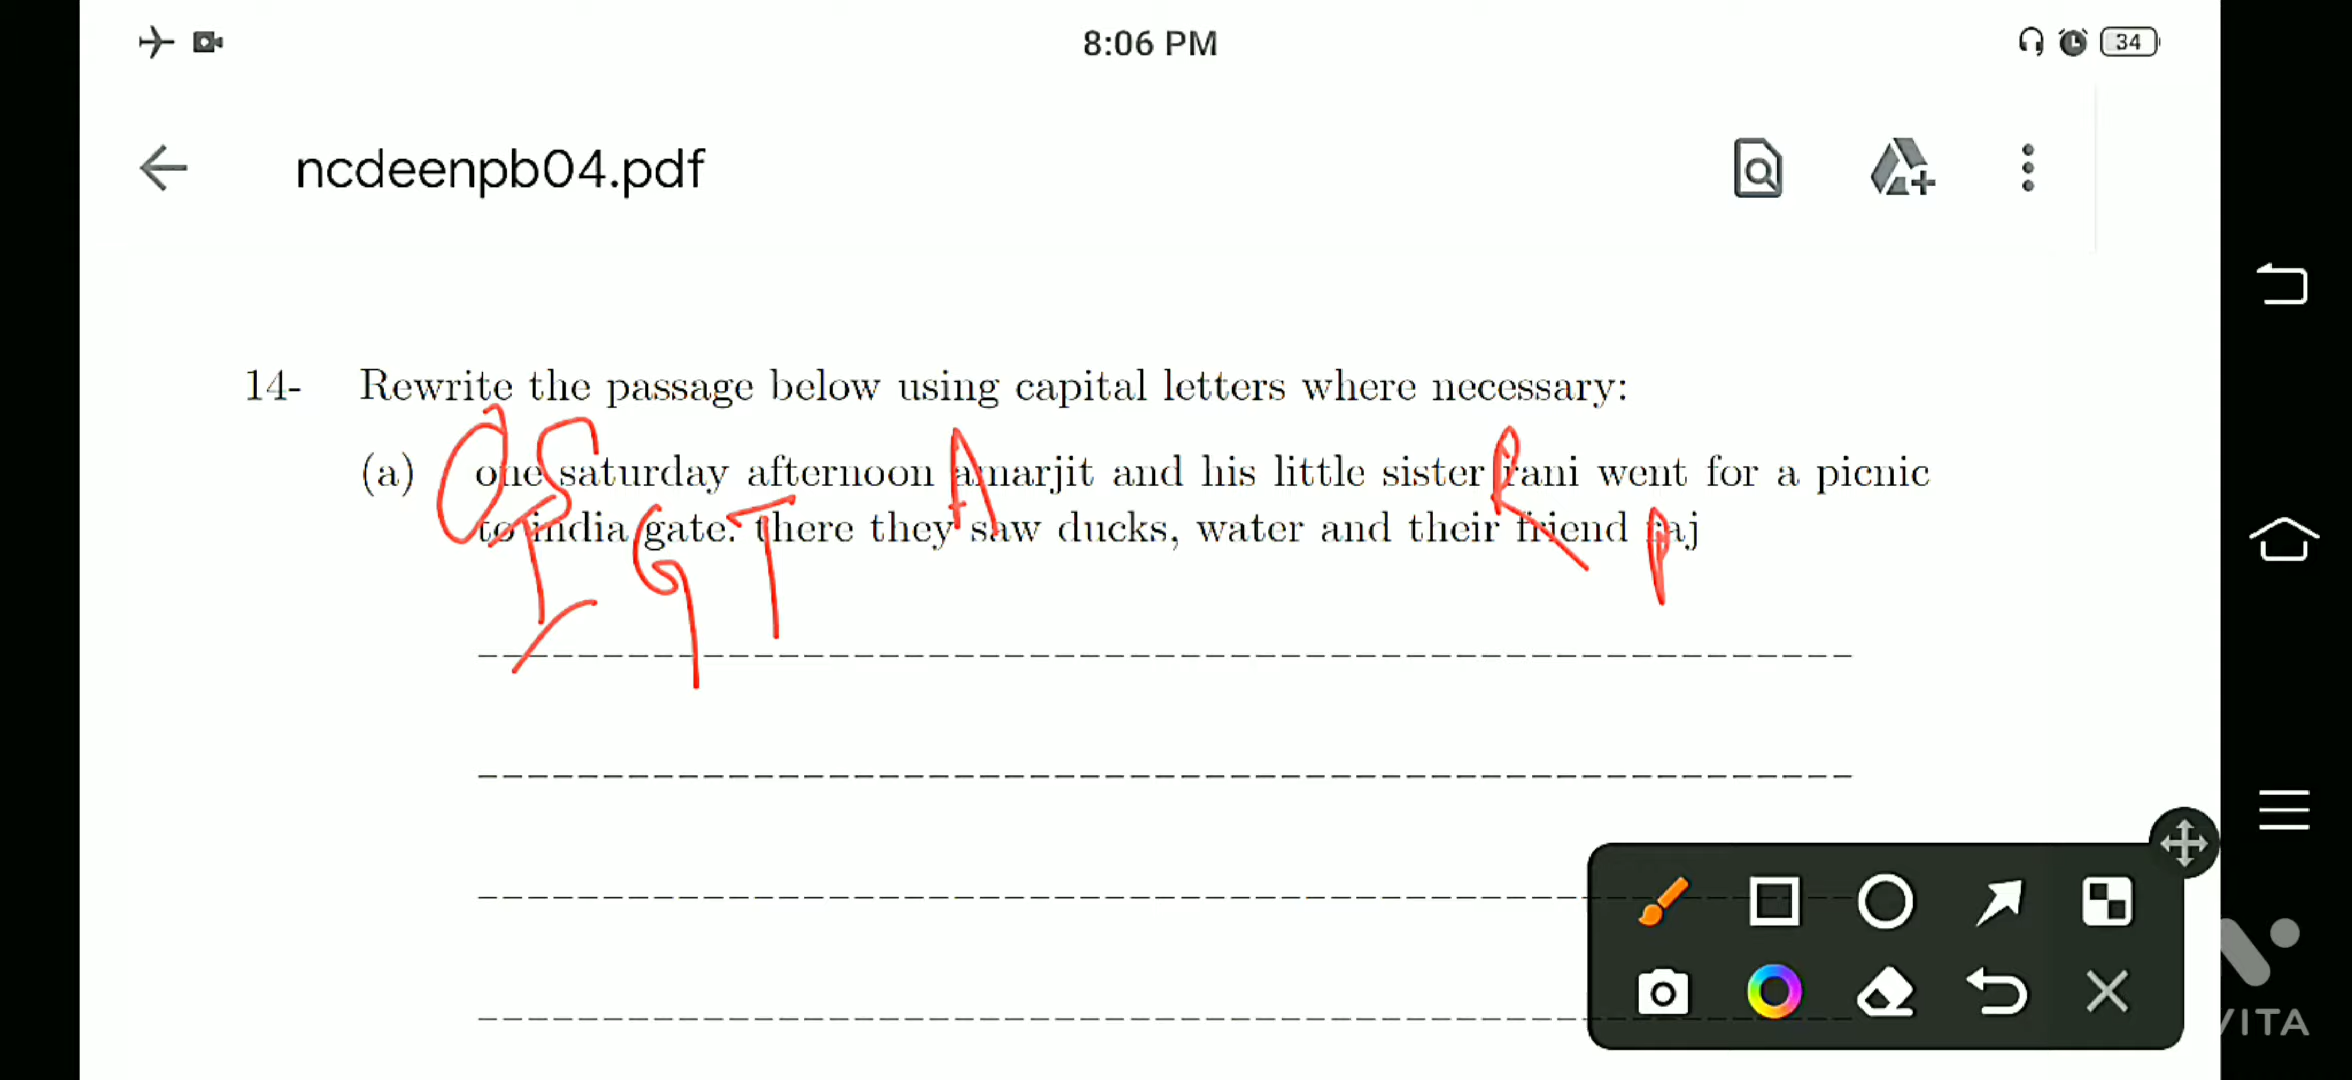 8:06 PM
34
ncdeenpb04.pdf
14- Rewrite the passage below using capital letters where necessary:
O S A R
(a) one saturday afternoon amarjit and his little sister rani went for a picnic
to india gate. there they saw ducks, water and their friend raj
I G T
VITA